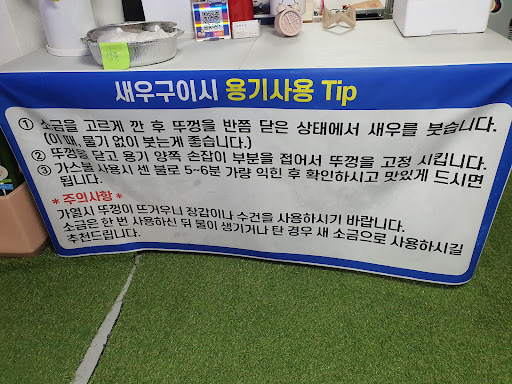 새우구이시 용기사용 Tip
① 소금을 고르게 깐 후 뚜껑을 반쯤 닫은 상태에서 새우를 붓습니다.
(이때, 물기 없이 붓는게 좋습니다.)
② 뚜껑을 닫고 용기 양쪽 손잡이 부분을 접어서 뚜껑을 고정 시킵니다.
③ 가스불 사용시 센 불로 5~6분 가량 익힌 후 확인하시고 맛있게 드시면
됩니다.
* 주의사항 *
가열시 뚜껑이 뜨거우니 장갑이나 수건을 사용하시기 바랍니다.
소금은 한 번 사용하신 뒤 물이 생기거나 탄 경우 새 소금으로 사용하시길
추천드립니다.